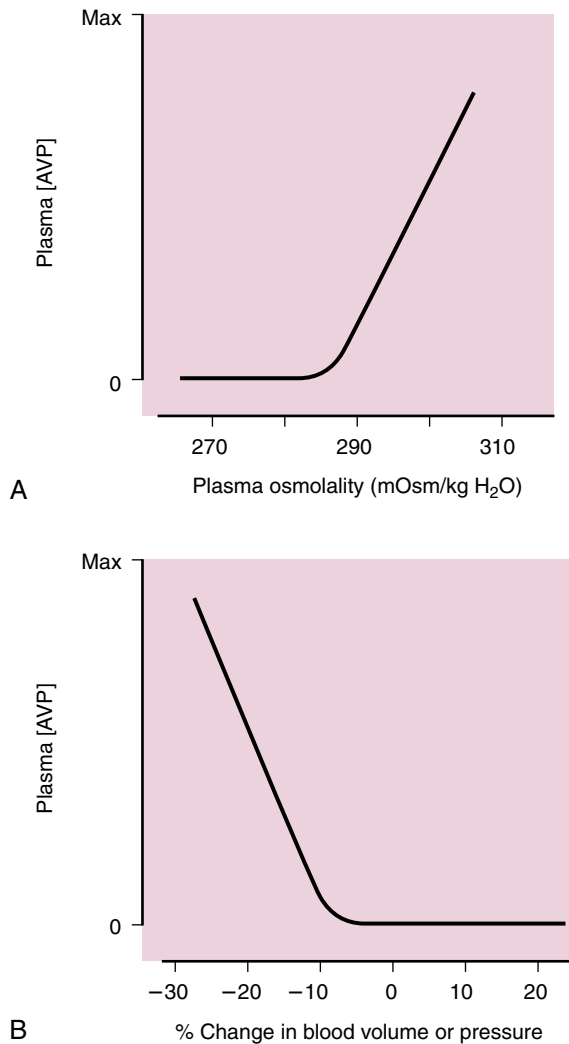 Max
Plasma [AVP]
0
270 290 310
Plasma osmolality (mOsm/kg H₂O)
A
Max
Plasma [AVP]
0
−30 −20 −10 0 10 20
% Change in blood volume or pressure
B